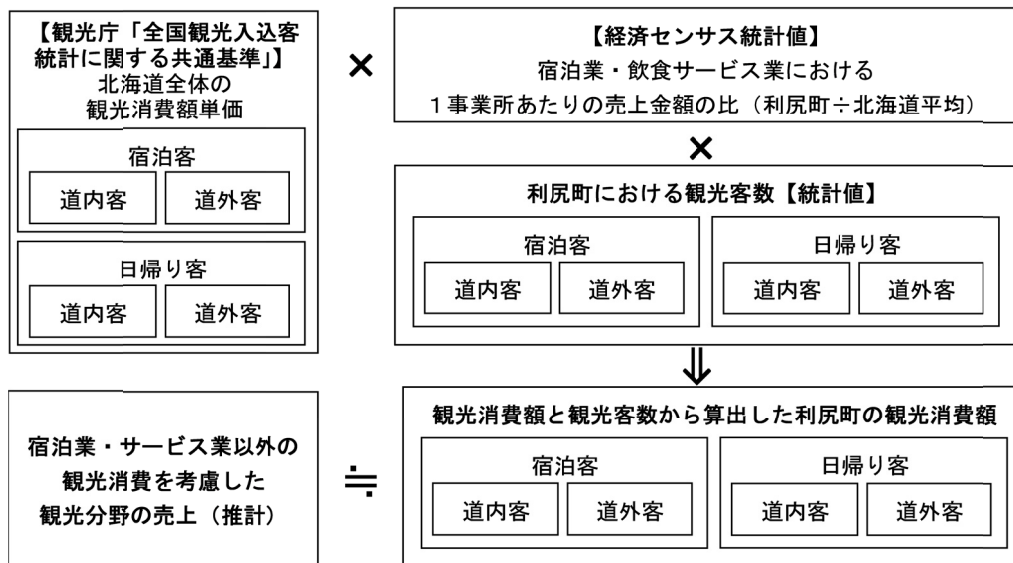 【観光庁「全国観光入込客
統計に関する共通基準」】
北海道全体の
観光消費額単価
宿泊客
道内客
道外客
日帰り客
道内客
道外客
×
【経済センサス統計値】
宿泊業・飲食サービス業における
１事業所あたりの売上金額の比（利尻町÷北海道平均）
×
利尻町における観光客数【統計値】
宿泊客
道内客
道外客
日帰り客
道内客
道外客
⇓
観光消費額と観光客数から算出した利尻町の観光消費額
宿泊客
道内客
道外客
日帰り客
道内客
道外客
≒
宿泊業・サービス業以外の
観光消費を考慮した
観光分野の売上（推計）